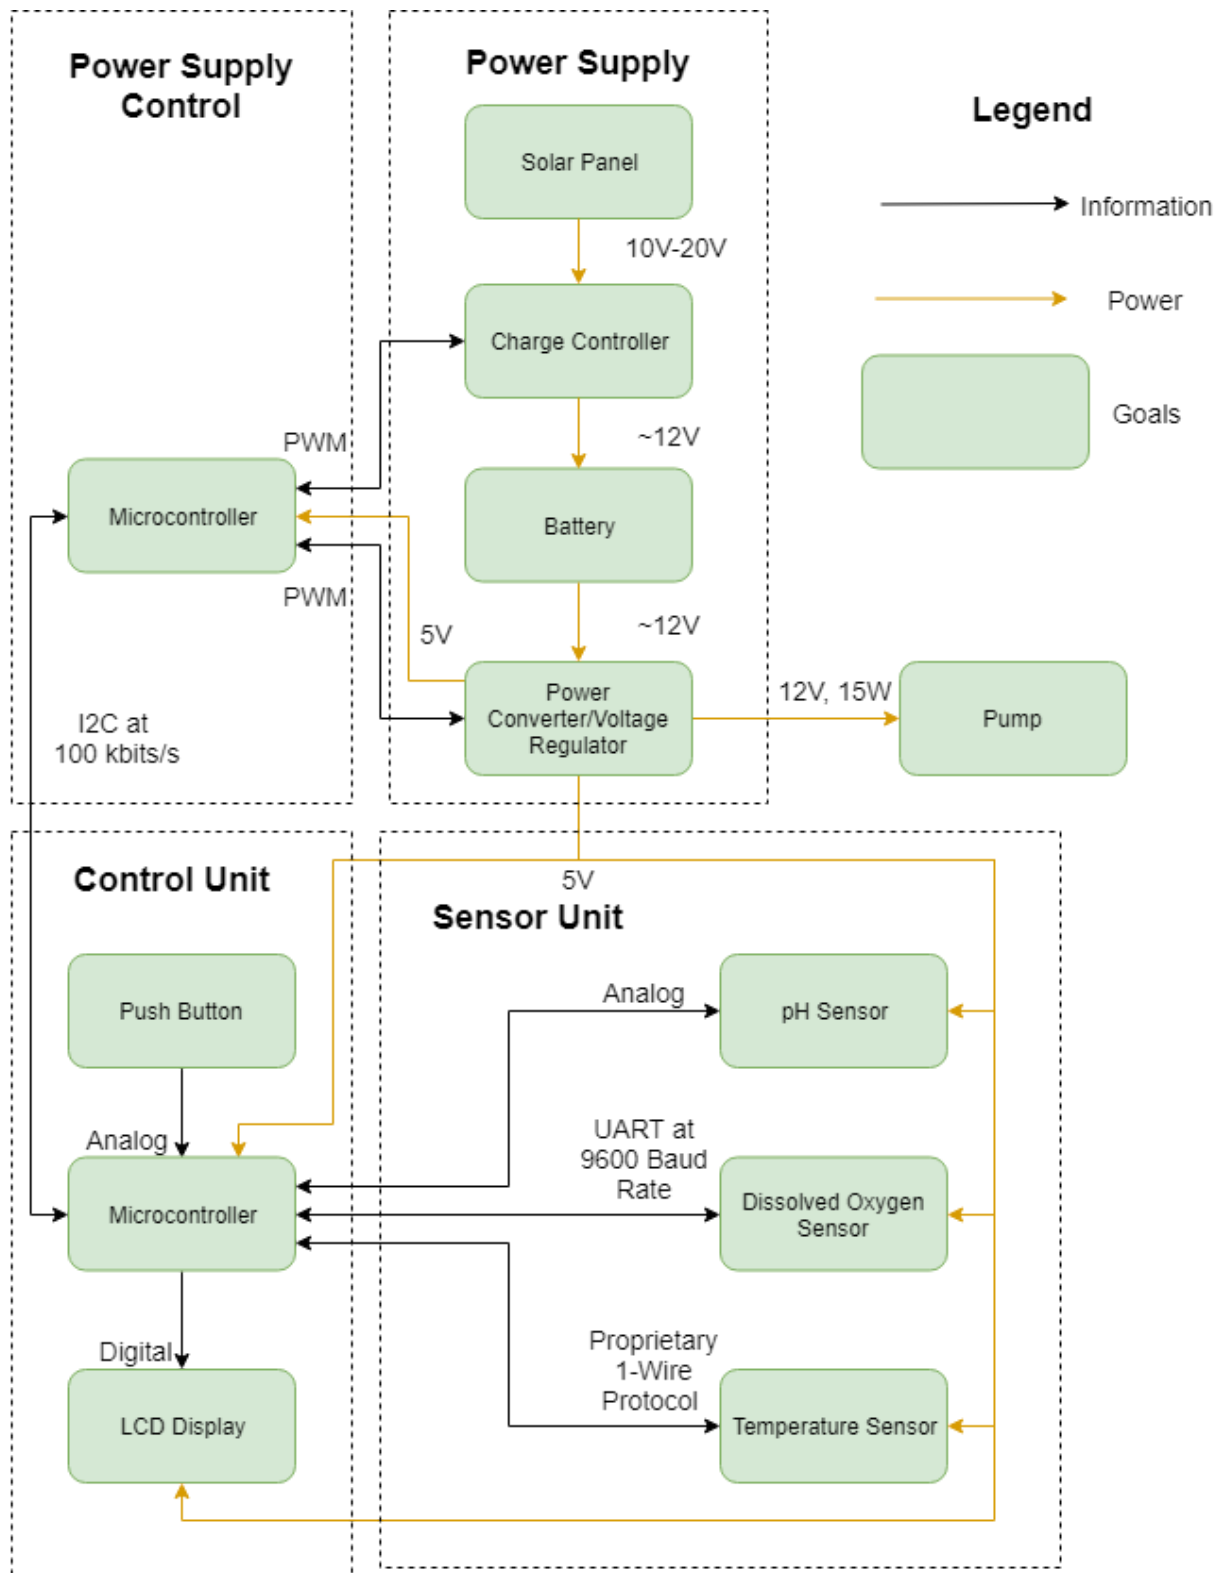 Power Supply
Control
Power Supply
Legend
Solar Panel
Information
10V-20V
Power
Charge Controller
Goals
~12V
PWM
Microcontroller
Battery
PWM
~12V
5V
Power
Converter/Voltage
Regulator
12V, 15W
Pump
I2C at
100 kbits/s
Control Unit
5V
Sensor Unit
Push Button
Analog
pH Sensor
Analog
UART at
9600 Baud
Rate
Microcontroller
Dissolved Oxygen
Sensor
Digital
Proprietary
1-Wire
Protocol
LCD Display
Temperature Sensor